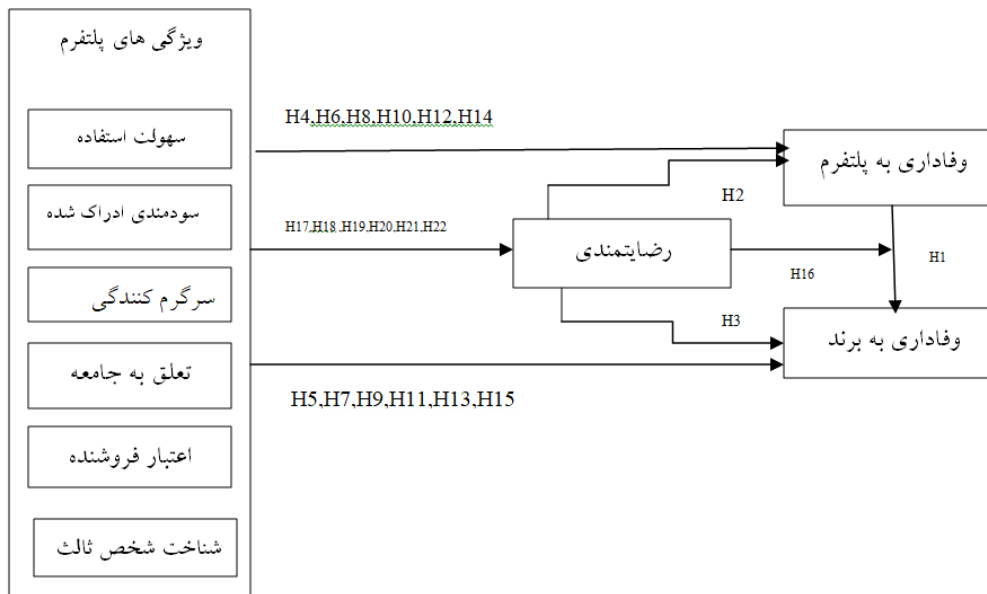 ویژگی های پلتفرم
سهولت استفاده
سودمندی ادراک شده
سرگرم کنندگی
تعلق به جامعه
اعتبار فروشنده
شناخت شخص ثالث
H4,H6,H8,H10,H12,H14
H17,H18,H19,H20,H21,H22
H5,H7,H9,H11,H13,H15
رضایتمندی
H2
H16
H3
وفاداری به پلتفرم
H1
وفاداری به برند